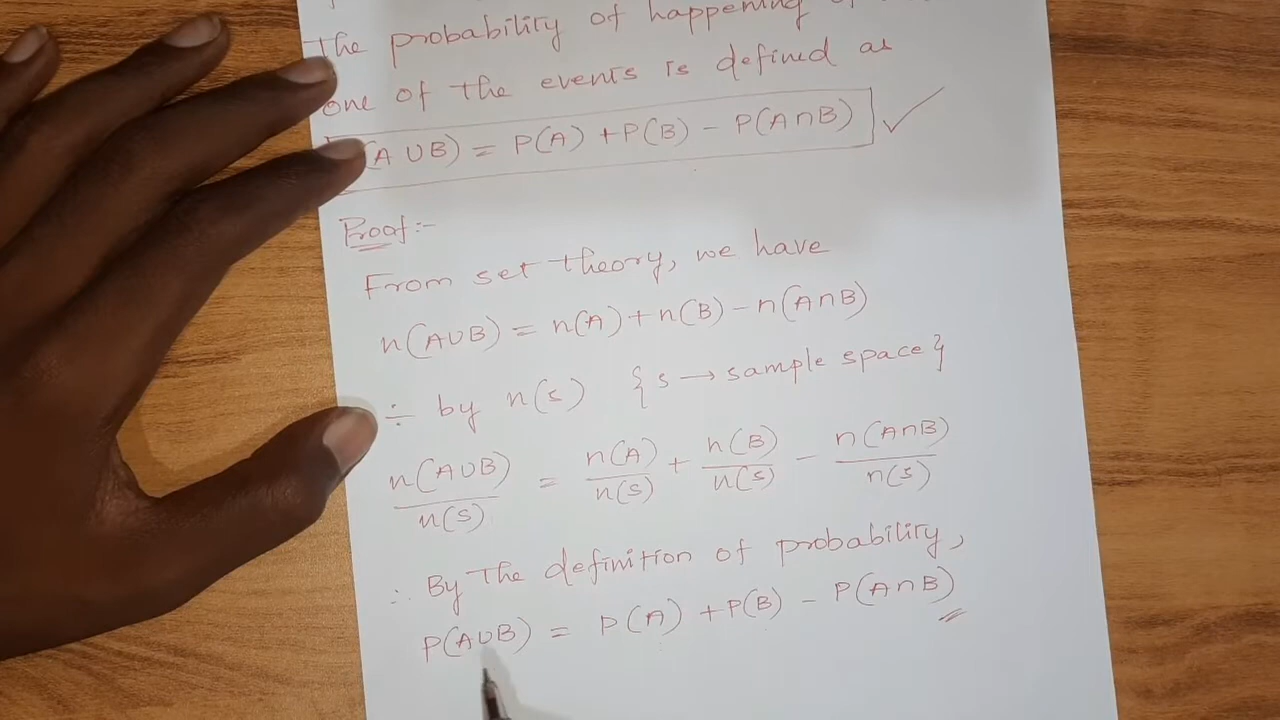 The probability of happening
one of the events is defined as
(A ∪ B) = P(A) + P(B) - P(A ∩ B) ✓
Proof :-
From set theory, we have
n(A∪B) = n(A) + n(B) - n(A∩B)
÷ by n(s) {s → sample space}
n(A∪B)/n(s) = n(A)/n(s) + n(B)/n(s) - n(A∩B)/n(s)
∴ By The definition of probability,
P(A∪B) = P(A) + P(B) - P(A∩B)